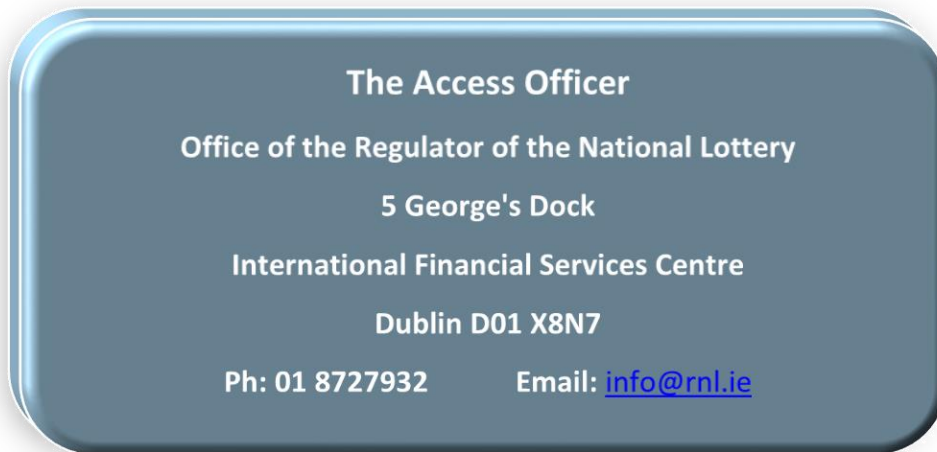 The Access Officer
Office of the Regulator of the National Lottery
5 George's Dock
International Financial Services Centre
Dublin D01 X8N7
Ph: 01 8727932 Email: info@rnl.ie